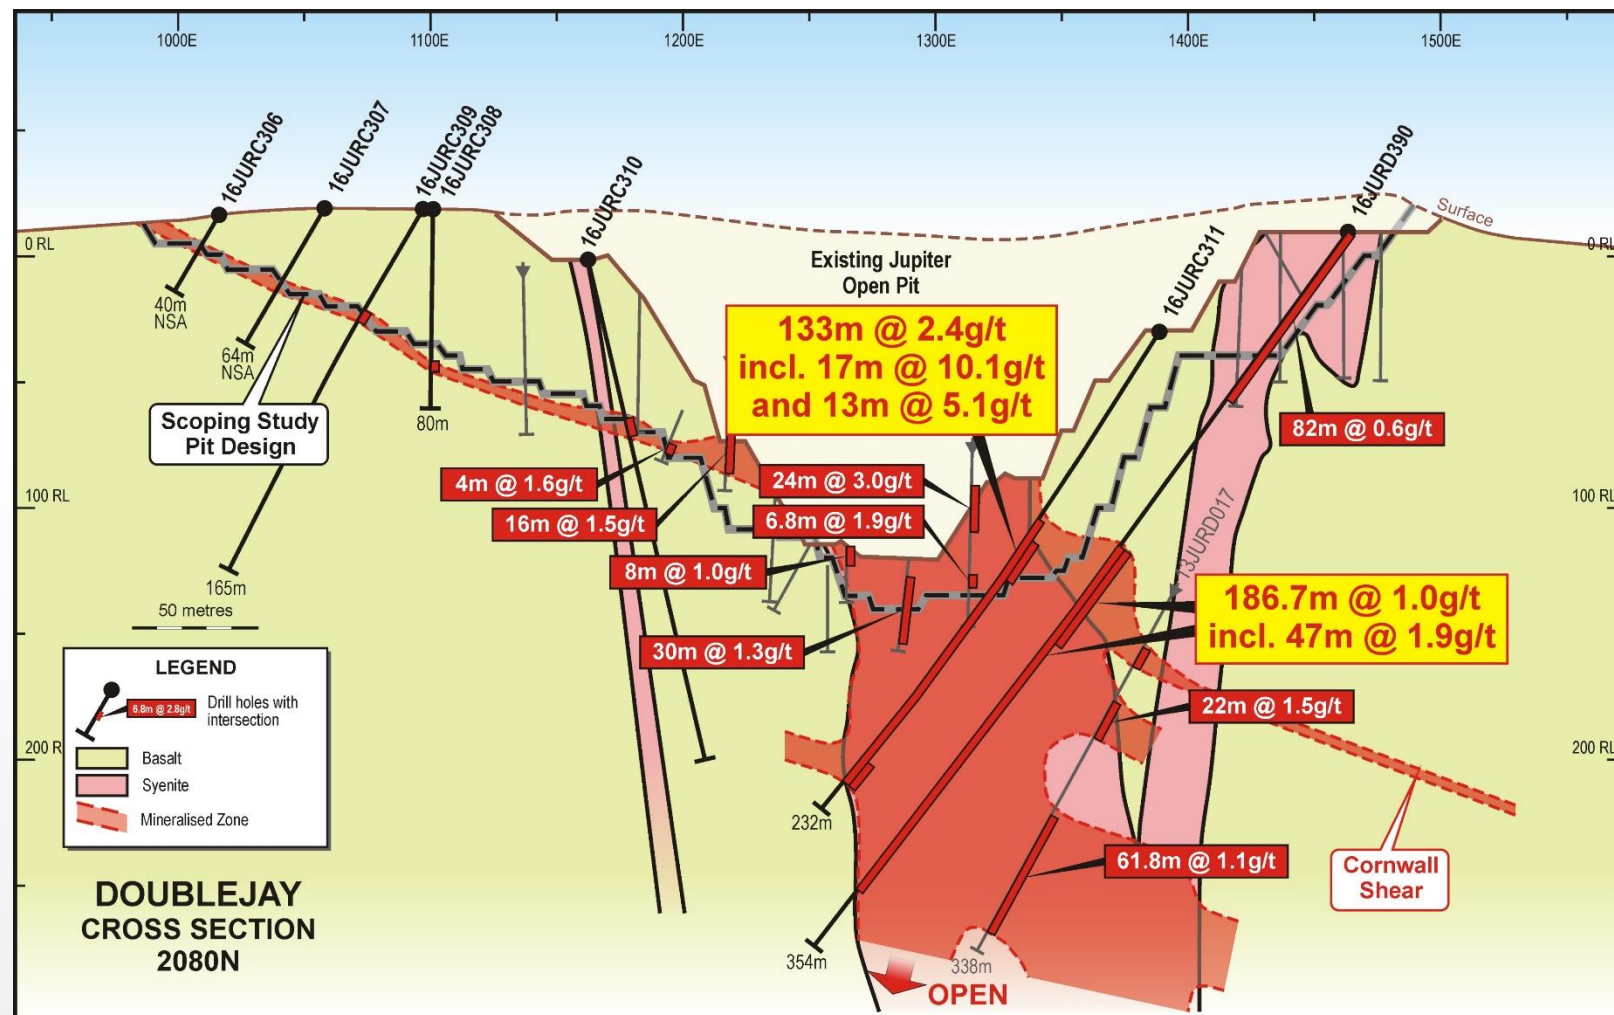 1000E
1100E
1200E
1300E
1400E
1500E
16JURC306
16JURC307
16JURC309
16JURC308
16JURC310
16JURC311
16JURD390
Surface
0 RL
0 RL
Existing Jupiter
Open Pit
40m
NSA
64m
NSA
80m
165m
Scoping Study
Pit Design
133m @ 2.4g/t
incl. 17m @ 10.1g/t
and 13m @ 5.1g/t
82m @ 0.6g/t
4m @ 1.6g/t
24m @ 3.0g/t
100 RL
100 RL
16m @ 1.5g/t
6.8m @ 1.9g/t
8m @ 1.0g/t
13JURD017
30m @ 1.3g/t
186.7m @ 1.0g/t
incl. 47m @ 1.9g/t
22m @ 1.5g/t
50 metres
LEGEND
6.8m @ 2.8g/t
Drill holes with
intersection
Basalt
Syenite
Mineralised Zone
200 RL
200 RL
232m
61.8m @ 1.1g/t
Cornwall
Shear
DOUBLEJAY
CROSS SECTION
2080N
354m
338m
OPEN